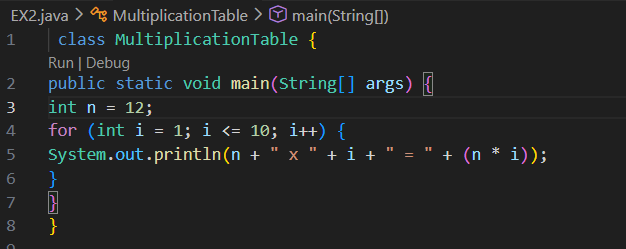 EX2.java > MultiplicationTable > main(String[])
1 class MultiplicationTable {
Run | Debug
2 public static void main(String[] args) {
3 int n = 12;
4 for (int i = 1; i <= 10; i++) {
5 System.out.println(n + " x " + i + " = " + (n * i));
6 }
7 }
8 }
9